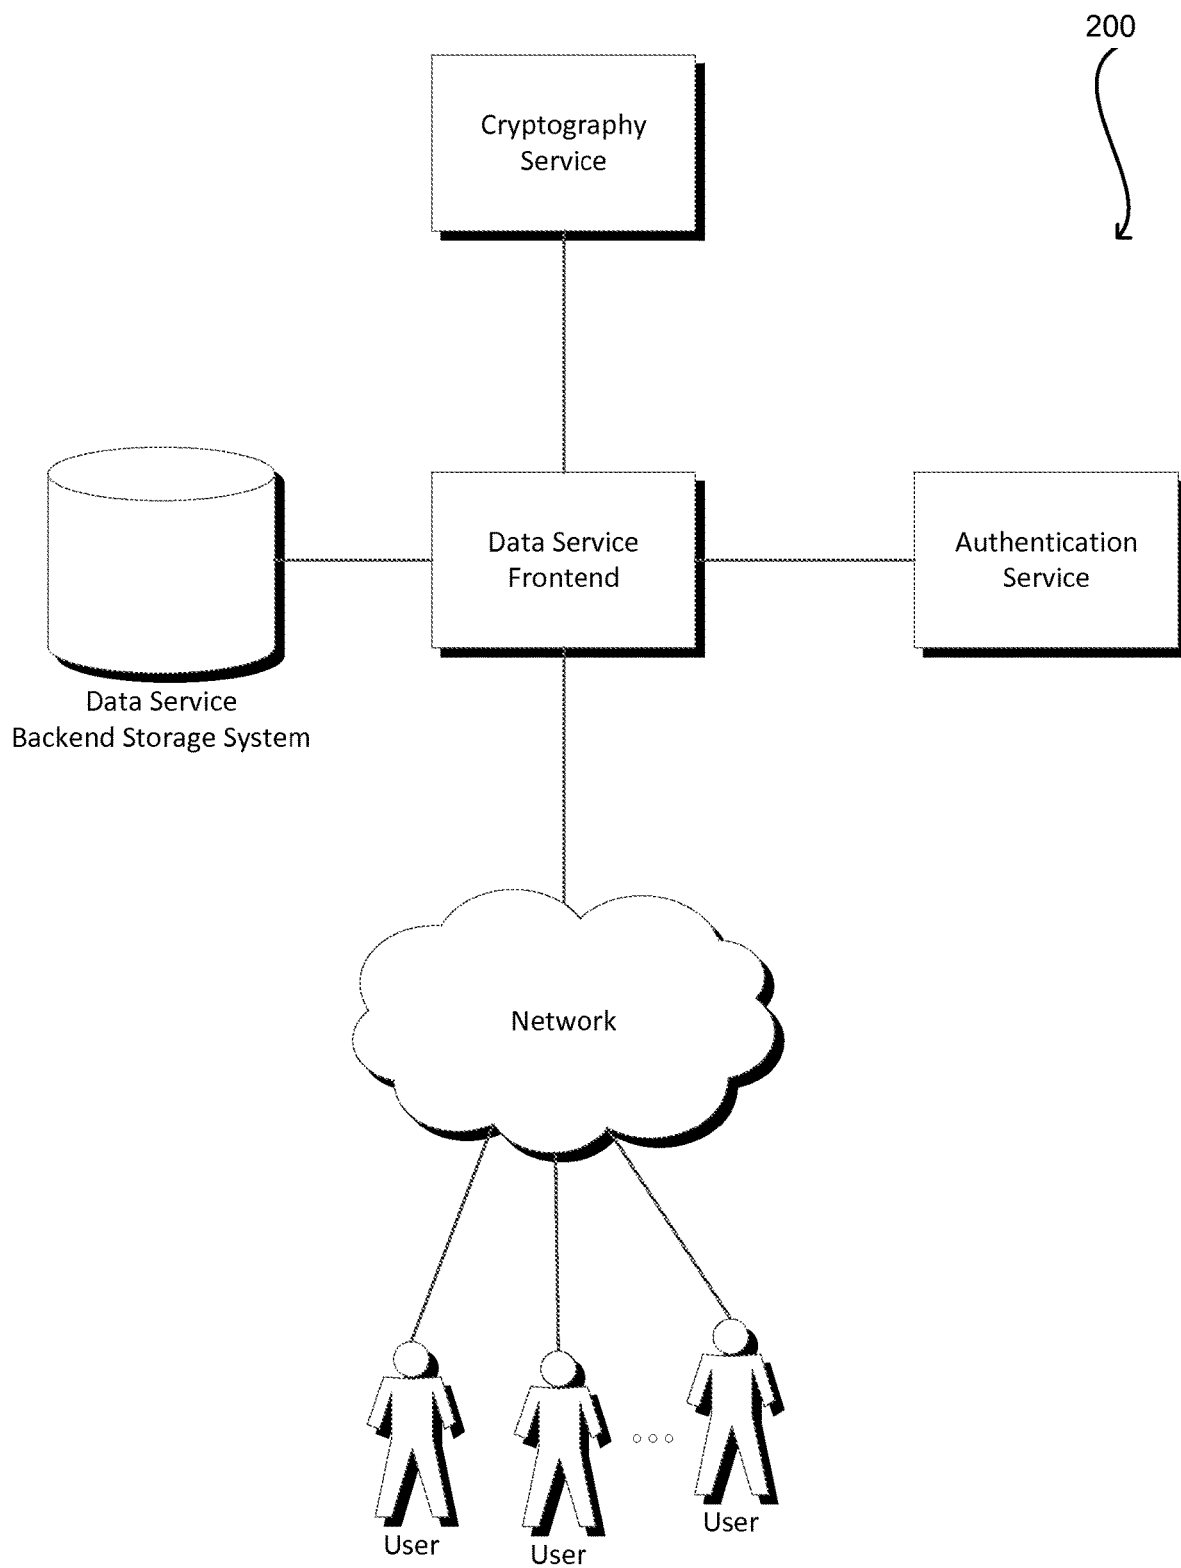 200
Cryptography
Service
Data Service
Frontend
Authentication
Service
Data Service
Backend Storage System
Network
User
User
User